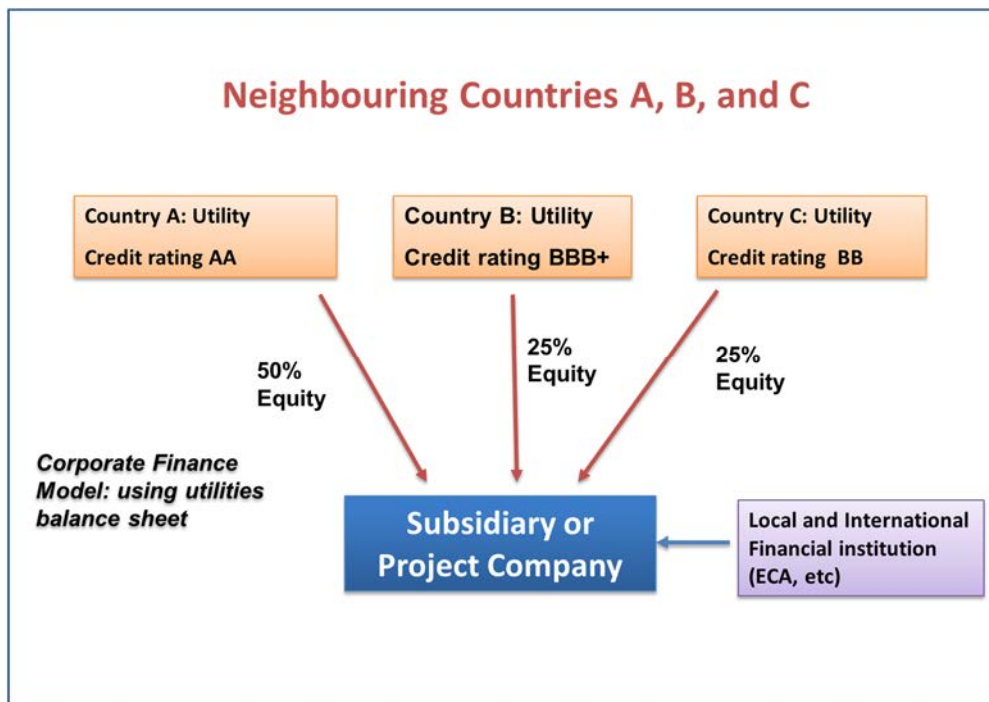 Neighbouring Countries A, B, and C
Country A: Utility
Credit rating AA
Country B: Utility
Credit rating BBB+
Country C: Utility
Credit rating BB
50%
Equity
25%
Equity
25%
Equity
Corporate Finance
Model: using utilities
balance sheet
Subsidiary or
Project Company
Local and International
Financial institution
(ECA, etc)